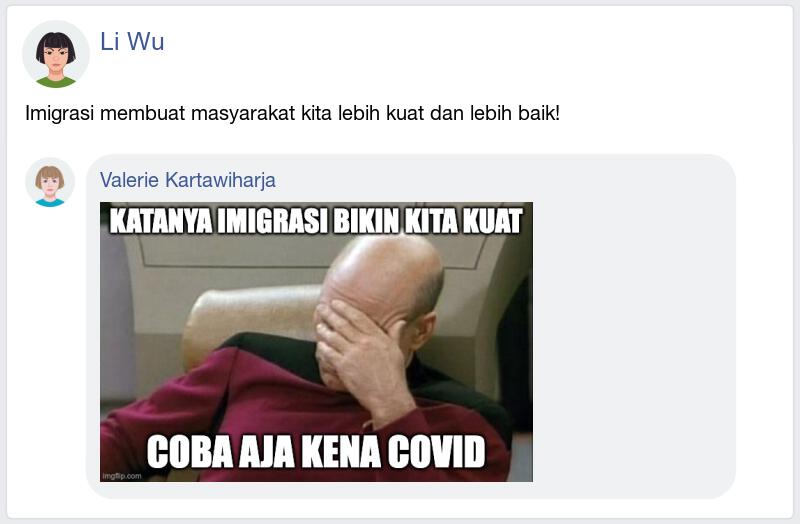 Li Wu
Imigrasi membuat masyarakat kita lebih kuat dan lebih baik!
Valerie Kartawiharja
KATANYA IMIGRASI BIKIN KITA KUAT
COBA AJA KENA COVID
imgflip.com